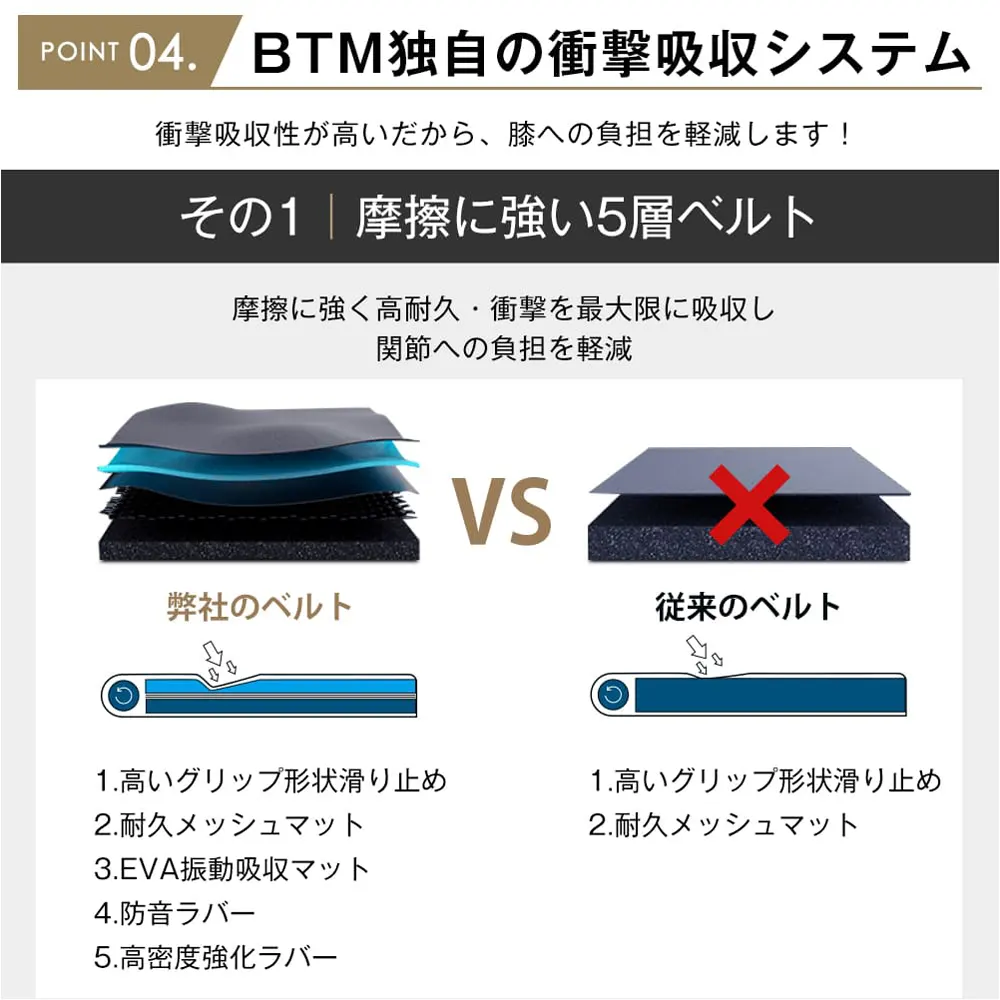 POINT 04.
BTM独自の衝撃吸収システム
衝撃吸収性が高いだから、膝への負担を軽減します！
その1｜摩擦に強い5層ベルト
摩擦に強く高耐久・衝撃を最大限に吸収し
関節への負担を軽減
VS
弊社のベルト
従来のベルト
1.高いグリップ形状滑り止め
2.耐久メッシュマット
3.EVA振動吸収マット
4.防音ラバー
5.高密度強化ラバー
1.高いグリップ形状滑り止め
2.耐久メッシュマット